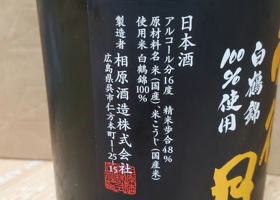 白鶴錦
100%使用
日本酒
アルコール分16度 精米歩合48%
原材料名 米(国産)、米こうじ(国産米)
使用米 白鶴錦100%
製造者 相原酒造株式会社
広島県呉市仁方本町1-25-15